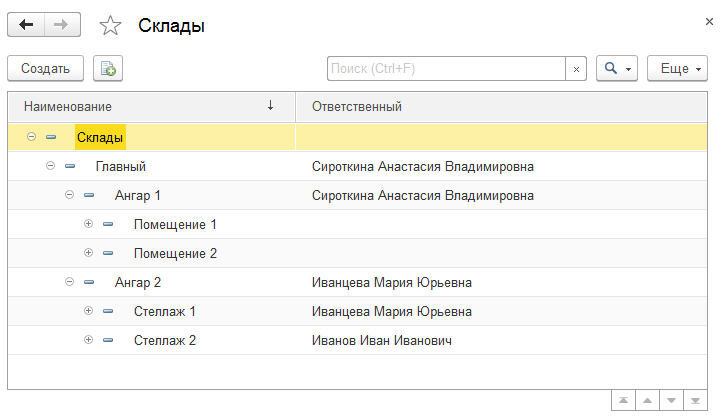 Склады
Создать Поиск (Ctrl+F) Еще
Наименование Ответственный
Склады
Главный Сироткина Анастасия Владимировна
Ангар 1 Сироткина Анастасия Владимировна
Помещение 1
Помещение 2
Ангар 2 Иванцева Мария Юрьевна
Стеллаж 1 Иванцева Мария Юрьевна
Стеллаж 2 Иванов Иван Иванович